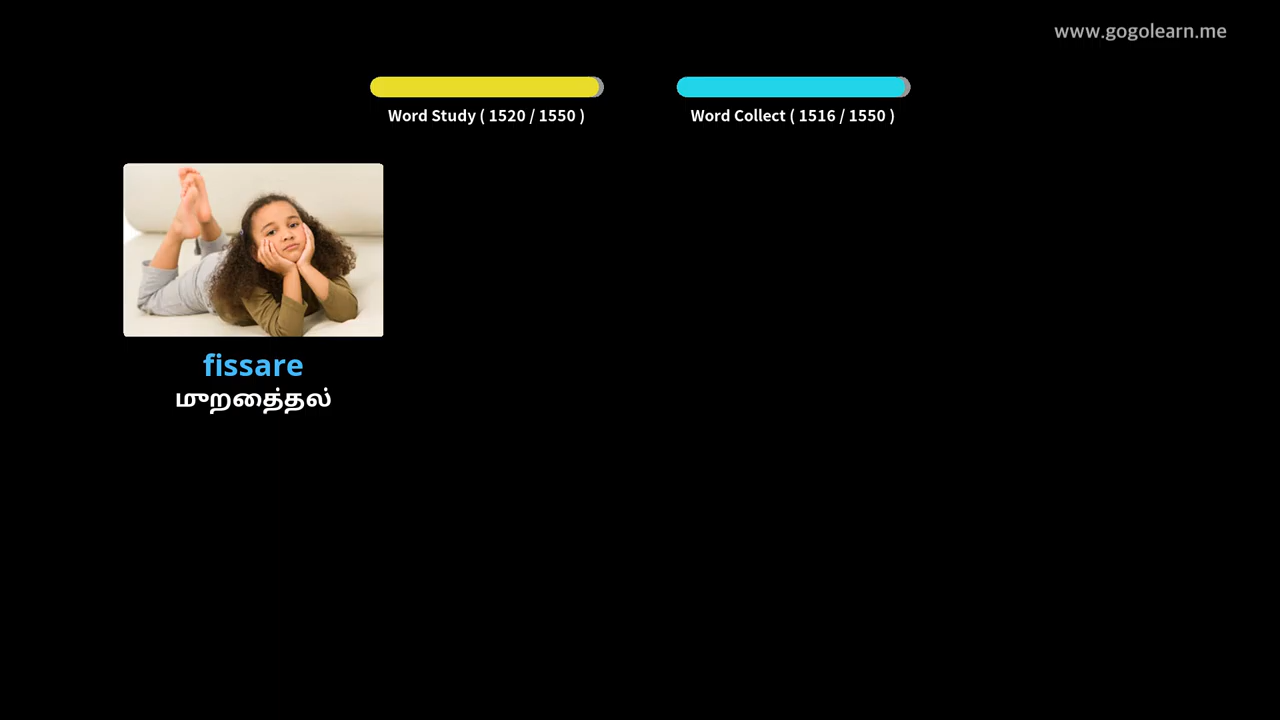 www.gogolearn.me
Word Study ( 1520 / 1550 )
Word Collect ( 1516 / 1550 )
fissare
முறைத்தல்